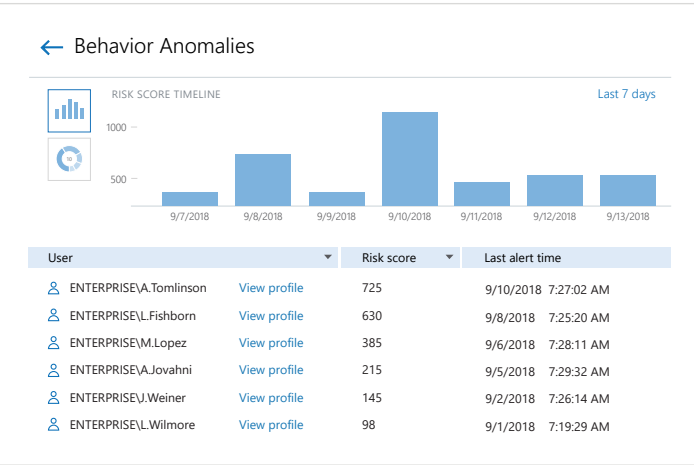 Behavior Anomalies
RISK SCORE TIMELINE
Last 7 days
1000
10
500
9/7/2018 9/8/2018 9/9/2018 9/10/2018 9/11/2018 9/12/2018 9/13/2018
User Risk score Last alert time
ENTERPRISE\A.Tomlinson View profile 725 9/10/2018 7:27:02 AM
ENTERPRISE\L.Fishborn View profile 630 9/8/2018 7:25:20 AM
ENTERPRISE\M.Lopez View profile 385 9/6/2018 7:28:11 AM
ENTERPRISE\A.Jovahni View profile 215 9/5/2018 7:29:32 AM
ENTERPRISE\J.Weiner View profile 145 9/2/2018 7:26:14 AM
ENTERPRISE\L.Wilmore View profile 98 9/1/2018 7:19:29 AM